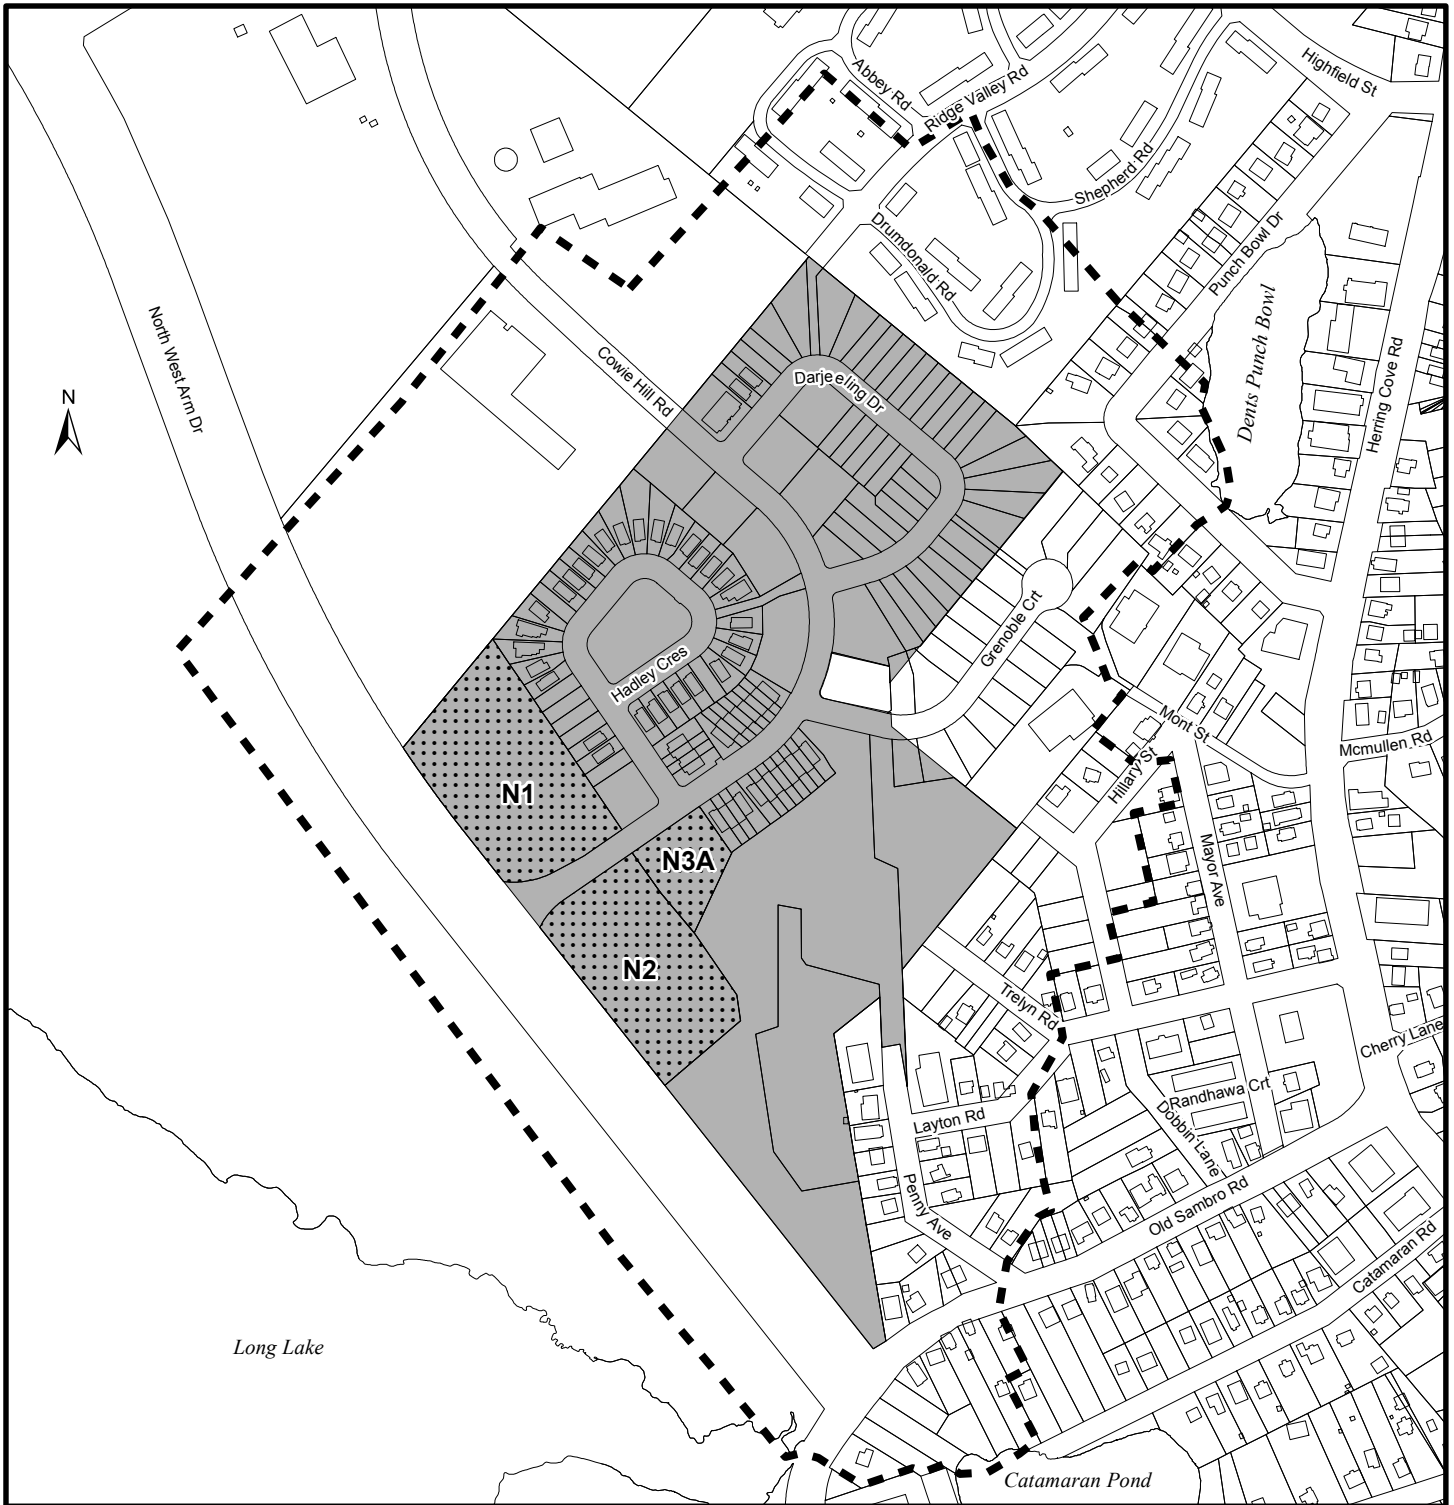 Highfield St
Abbey Rd
Ridge Valley Rd
Shepherd Rd
Drumdonald Rd
Punch Bowl Dr
Dents Punch Bowl
Herring Cove Rd
North West Arm Dr
Cowie Hill Rd
Darjeeling Dr
N
Grenoble Crt
Hadley Cres
Mont St
Mcmullen Rd
Hillary St
N1
N3A
Mayor Ave
N2
Trelyn Rd
Cherry Lane
Randhawa Crt
Layton Rd
Dobbin Lane
Penny Ave
Old Sambro Rd
Catamaran Rd
Long Lake
Catamaran Pond